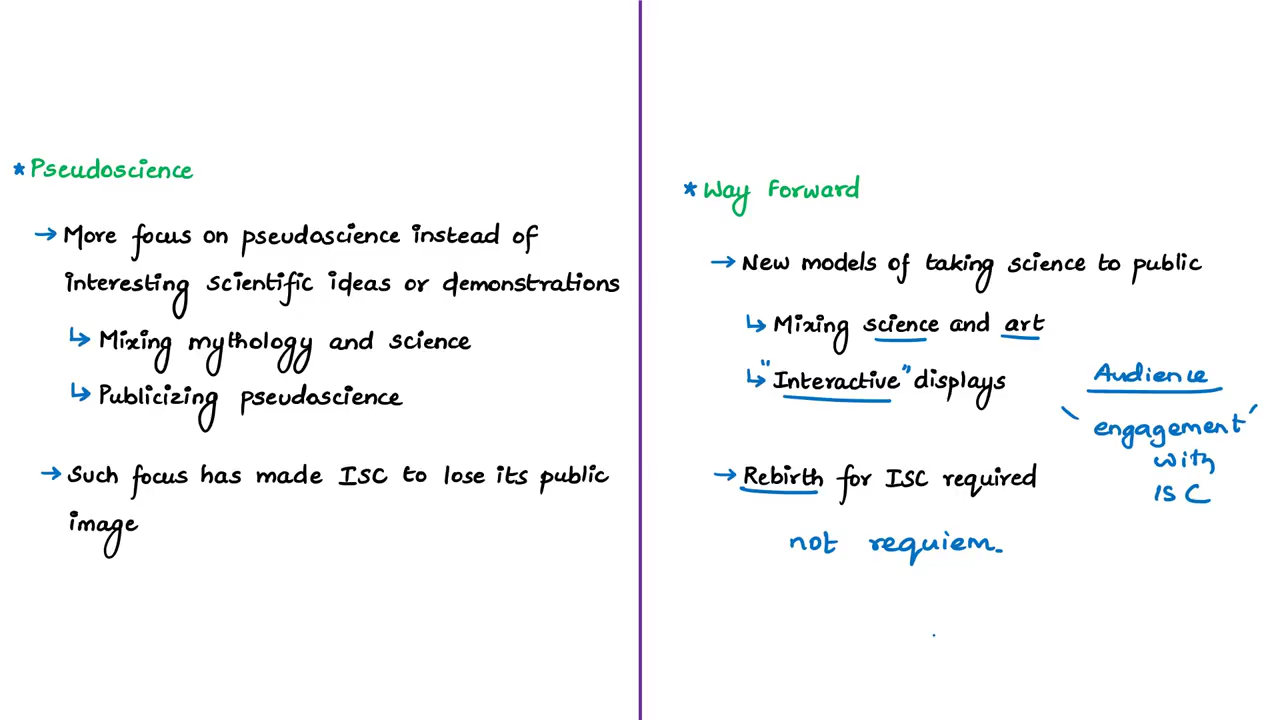 * Pseudoscience
→ More focus on pseudoscience instead of
interesting scientific ideas or demonstrations
↳ Mixing mythology and science
↳ Publicizing pseudoscience
→ Such focus has made ISC to lose its public
image
* Way Forward
→ New models of taking science to public
↳ Mixing science and art
↳ "Interactive" displays
→ Rebirth for ISC required
not requiem.
Audience
` engagement '
with
ISC